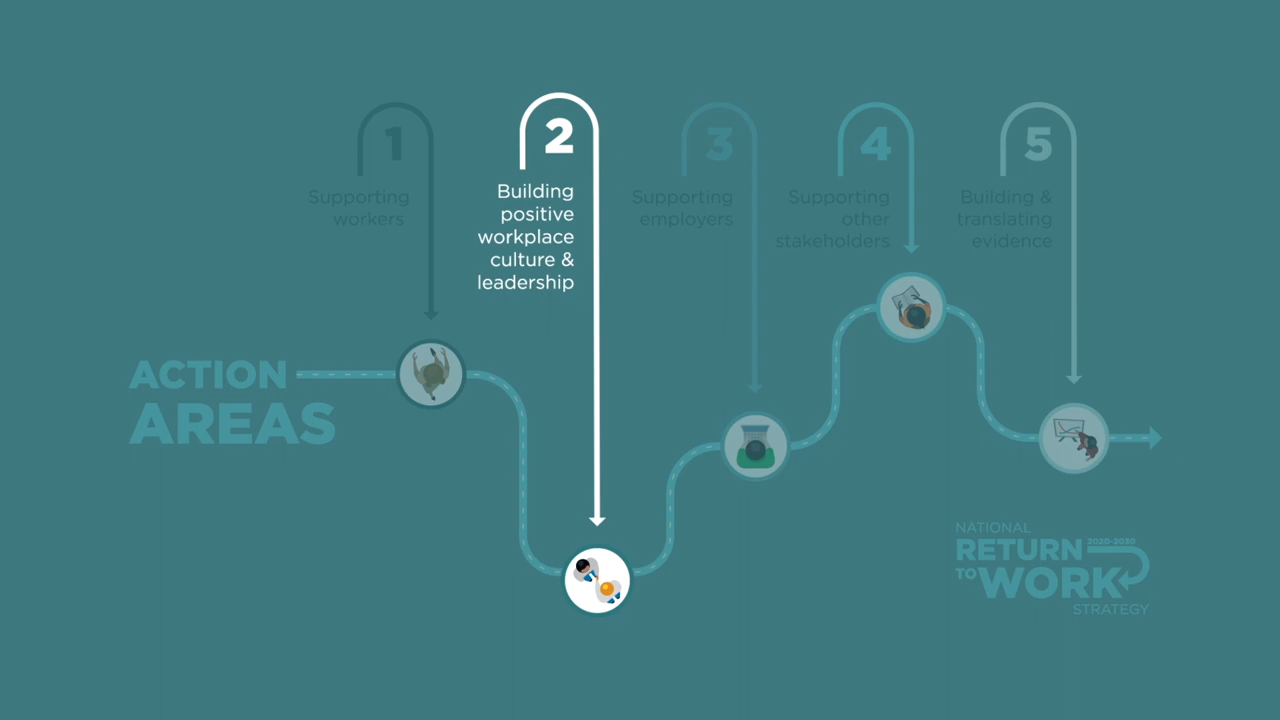 1
Supporting
workers
2
Building
positive
workplace
culture &
leadership
3
Supporting
employers
4
Supporting
other
stakeholders
5
Building &
translating
evidence
ACTION
AREAS
NATIONAL
RETURN 2020-2030
TO WORK
STRATEGY